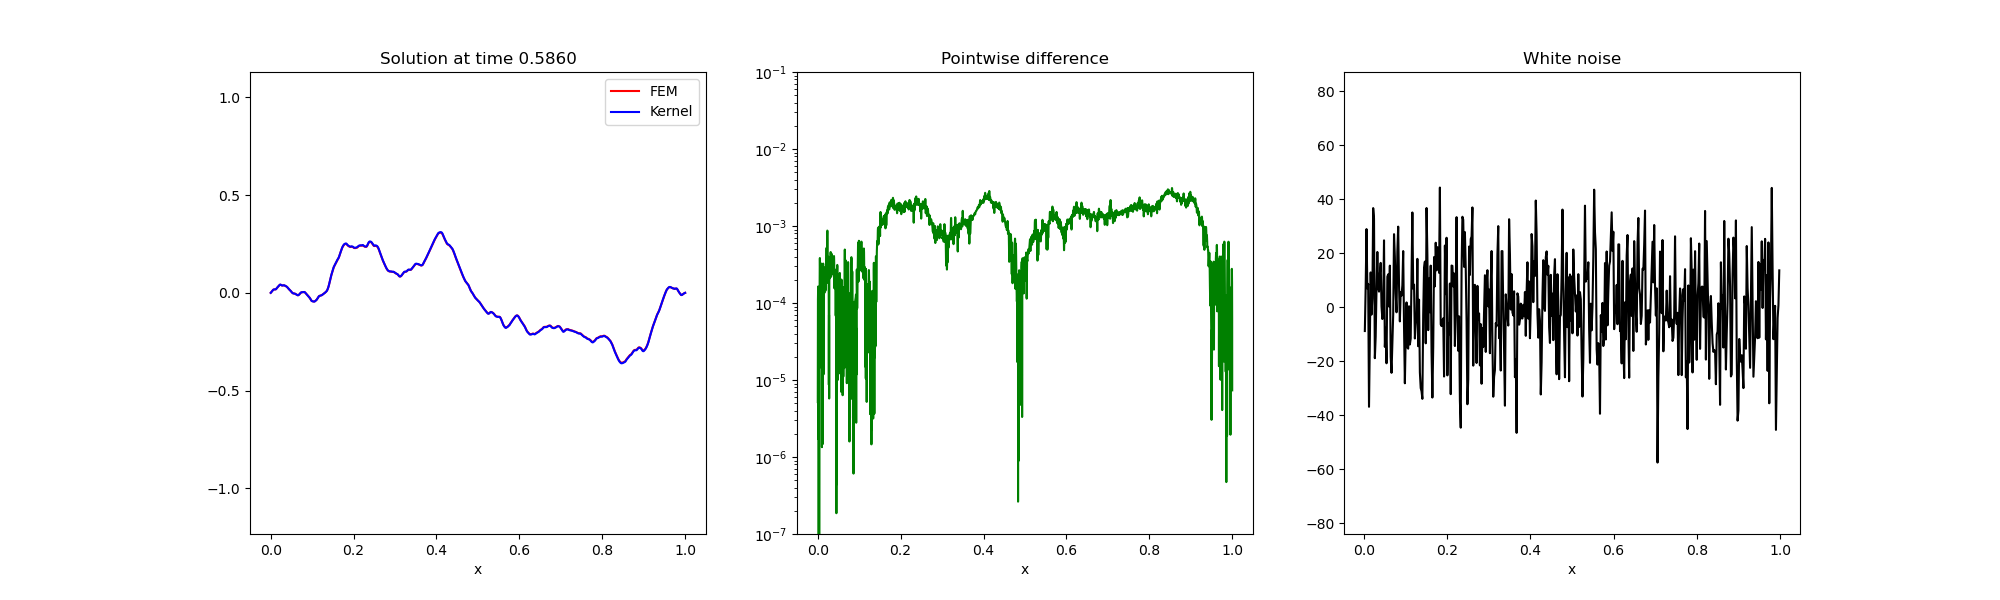 Solution at time 0.5860
1.0
0.5
0.0
−0.5
−1.0
0.0 0.2 0.4 0.6 0.8 1.0
x
FEM
Kernel
Pointwise difference
10⁻¹
10⁻²
10⁻³
10⁻⁴
10⁻⁵
10⁻⁶
10⁻⁷
0.0 0.2 0.4 0.6 0.8 1.0
x
White noise
80
60
40
20
0
−20
−40
−60
−80
0.0 0.2 0.4 0.6 0.8 1.0
x